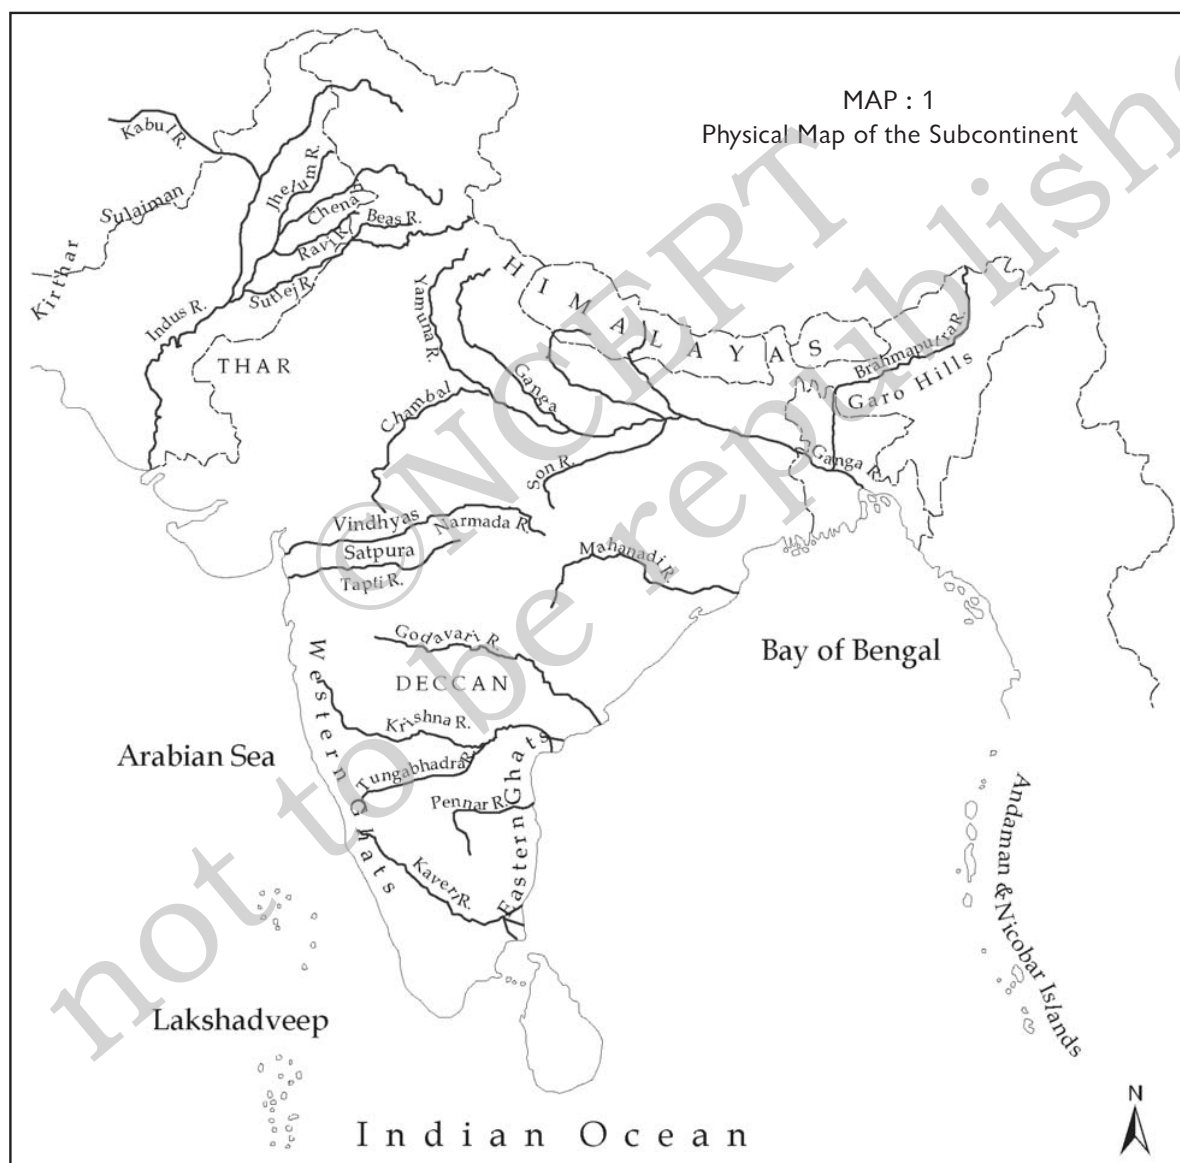 MAP : 1
Physical Map of the Subcontinent
Kabul R.
Sulaiman
Kirthar
Jhelum R.
Chenab
Ravi R.
Beas R.
Sutlej R.
Indus R.
THAR
HIMALAYAS
Yamuna R.
Ganga
Chambal
Brahmaputra R.
Garo Hills
Ganga R.
Son R.
Vindhyas
Narmada R.
Satpura
Tapti R.
Mahanadi R.
Godavari R.
DECCAN
Bay of Bengal
Western Ghats
Krishna R.
Arabian Sea
Tungabhadra R.
Pennar R.
Eastern Ghats
Kaveri R.
Andaman & Nicobar Islands
Lakshadweep
Indian Ocean
N
©NCERT
not to be republishe